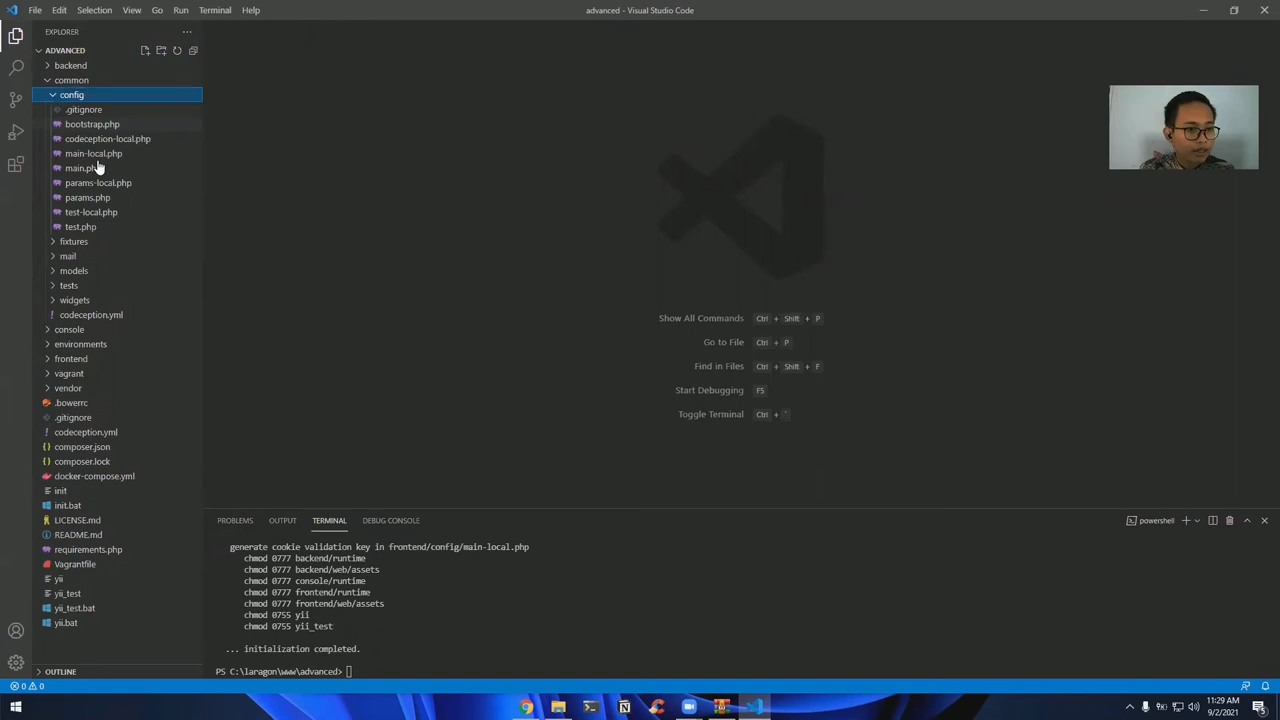 File Edit Selection View Go Run Terminal Help
advanced - Visual Studio Code
EXPLORER
ADVANCED
backend
common
config
.gitignore
bootstrap.php
codeception-local.php
main-local.php
params-local.php
params.php
test-local.php
test.php
fixtures
mail
models
tests
widgets
codeception.yml
console
environments
frontend
vagrant
vendor
.bowerrc
.gitignore
codeception.yml
composer.json
composer.lock
docker-compose.yml
init
init.bat
LICENSE.md
README.md
requirements.php
Vagrantfile
yii
yii_test
yii_test.bat
yii.bat
OUTLINE
Show All Commands Ctrl + Shift + P
Go to File Ctrl + P
Find in Files Ctrl + Shift + F
Start Debugging F5
Toggle Terminal Ctrl + `
PROBLEMS OUTPUT TERMINAL DEBUG CONSOLE
powershell
generate cookie validation key in frontend/config/main-local.php
chmod 0777 backend/runtime
chmod 0777 backend/web/assets
chmod 0777 console/runtime
chmod 0777 frontend/runtime
chmod 0777 frontend/web/assets
chmod 0755 yii
chmod 0755 yii_test
... initialization completed.
PS C:\laragon\www\advanced>
0 0
11:29 AM
9/2/2021